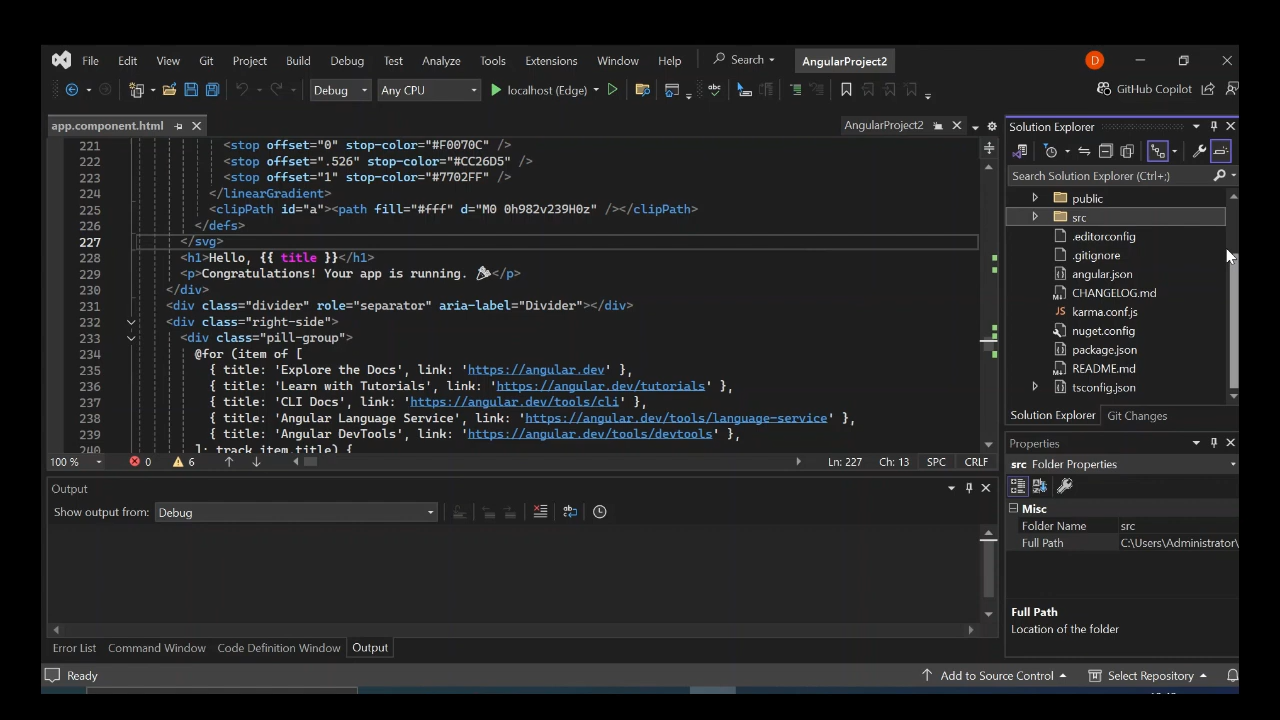 File Edit View Git Project Build Debug Test Analyze Tools Extensions Window Help Search AngularProject2 D
Debug Any CPU localhost (Edge) GitHub Copilot
app.component.html AngularProject2
221 <stop offset="0" stop-color="#F0070C" />
222 <stop offset=".526" stop-color="#CC26D5" />
223 <stop offset="1" stop-color="#7702FF" />
224 </linearGradient>
225 <clipPath id="a"><path fill="#fff" d="M0 0h982v239H0z" /></clipPath>
226 </defs>
227 </svg>
228 <h1>Hello, {{ title }}</h1>
229 <p>Congratulations! Your app is running. 🎉</p>
230 </div>
231 <div class="divider" role="separator" aria-label="Divider"></div>
232 <div class="right-side">
233 <div class="pill-group">
234 @for (item of [
235 { title: 'Explore the Docs', link: 'https://angular.dev' },
236 { title: 'Learn with Tutorials', link: 'https://angular.dev/tutorials' },
237 { title: 'CLI Docs', link: 'https://angular.dev/tools/cli' },
238 { title: 'Angular Language Service', link: 'https://angular.dev/tools/language-service' },
239 { title: 'Angular DevTools', link: 'https://angular.dev/tools/devtools' },
240 ]; track item.title) {
100 % 0 6 Ln: 227 Ch: 13 SPC CRLF
Output
Show output from: Debug
Error List Command Window Code Definition Window Output
Solution Explorer
Search Solution Explorer (Ctrl+;)
public
src
.editorconfig
.gitignore
angular.json
CHANGELOG.md
karma.conf.js
nuget.config
package.json
README.md
tsconfig.json
Solution Explorer Git Changes
Properties
src Folder Properties
Misc
Folder Name src
Full Path C:\Users\Administrator\
Full Path
Location of the folder
Ready Add to Source Control Select Repository